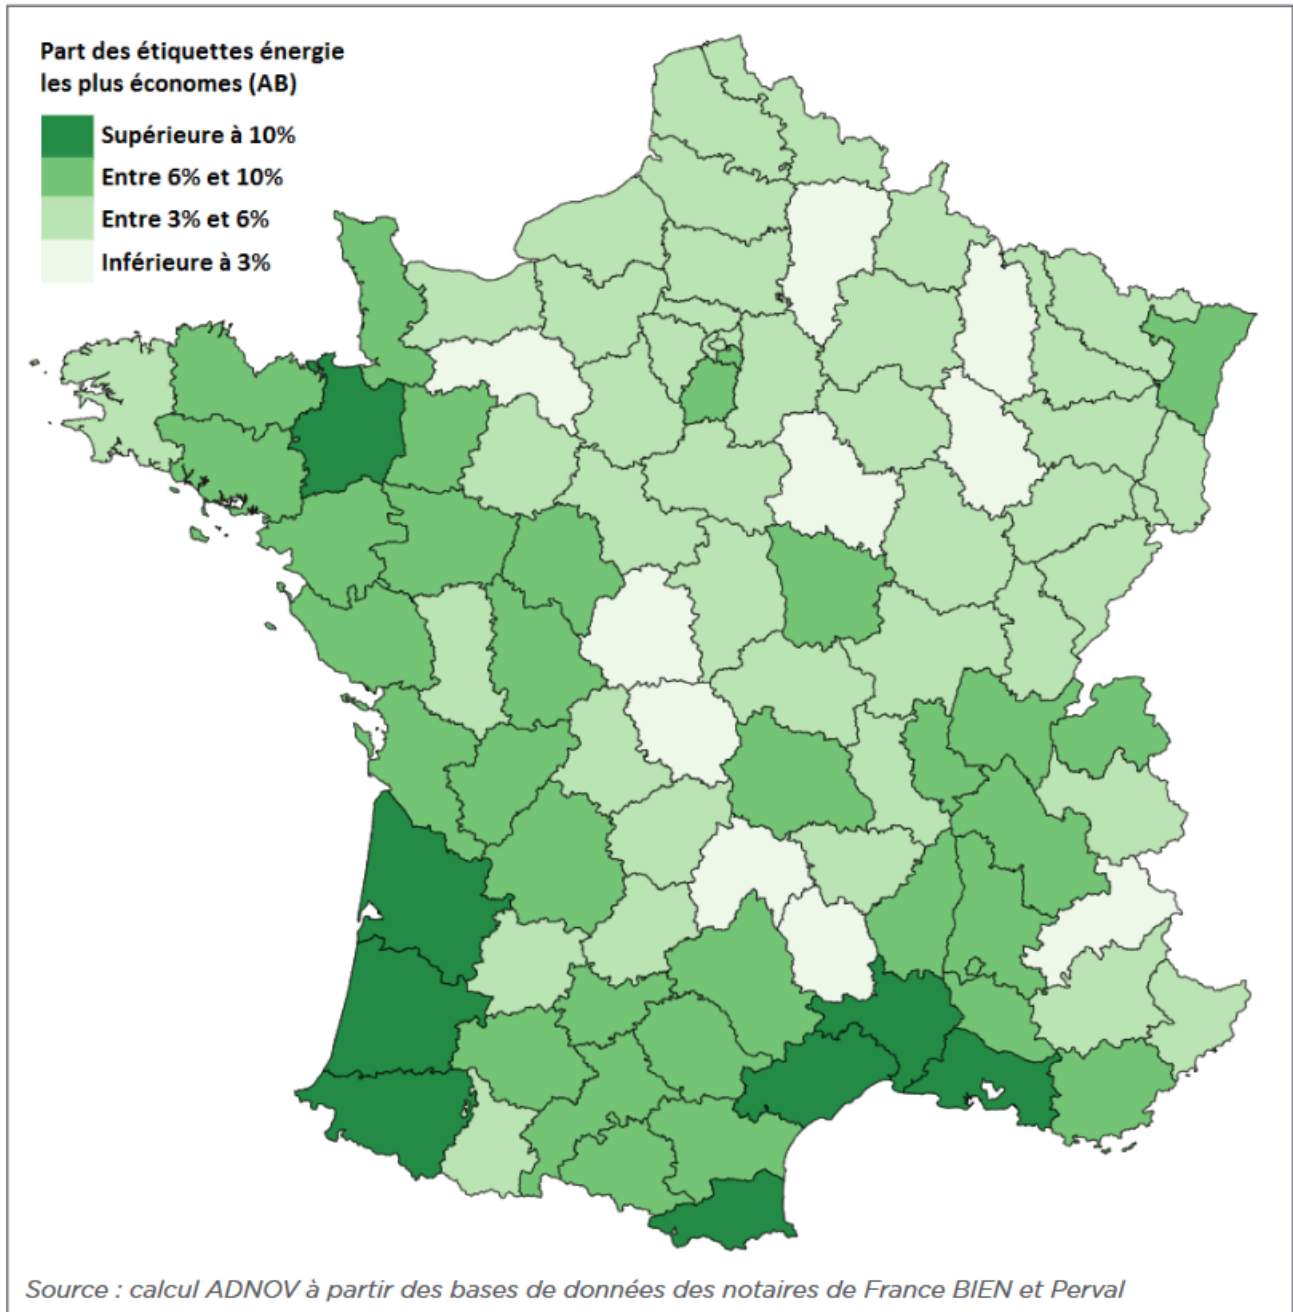 Part des étiquettes énergie
les plus économes (AB)
Supérieure à 10%
Entre 6% et 10%
Entre 3% et 6%
Inférieure à 3%
Source : calcul ADNOV à partir des bases de données des notaires de France BIEN et Perval